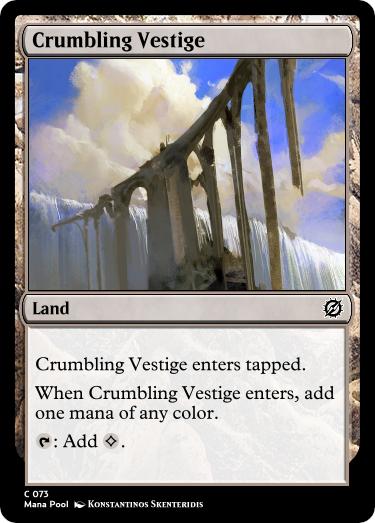 Crumbling Vestige
Land
Crumbling Vestige enters tapped.
When Crumbling Vestige enters, add
one mana of any color.
: Add .
C 073
Mana Pool KONSTANTINOS SKENTERIDIS